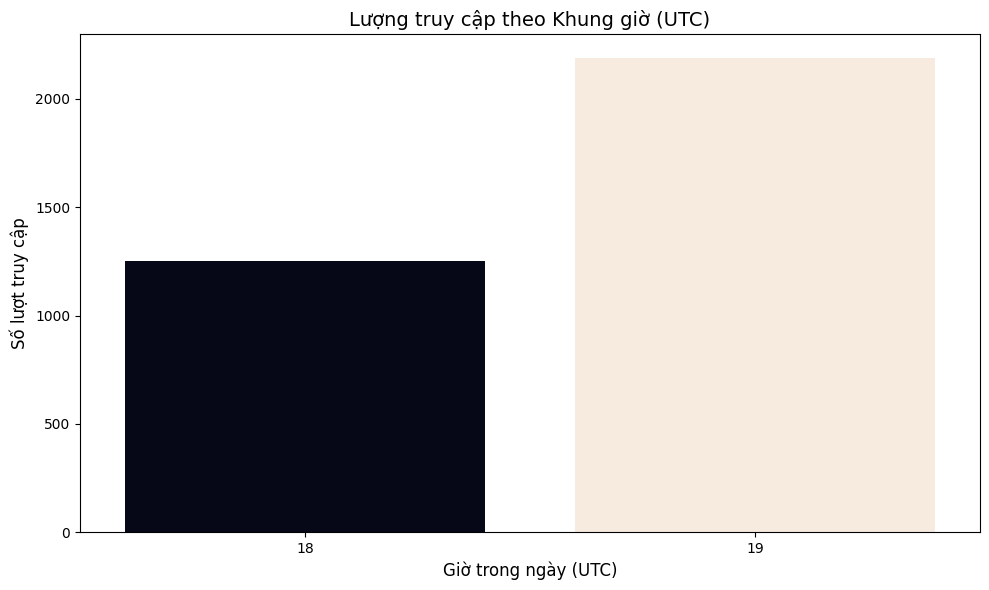 Lượng truy cập theo Khung giờ (UTC)
Số lượt truy cập
2000
1500
1000
500
0
18
19
Giờ trong ngày (UTC)